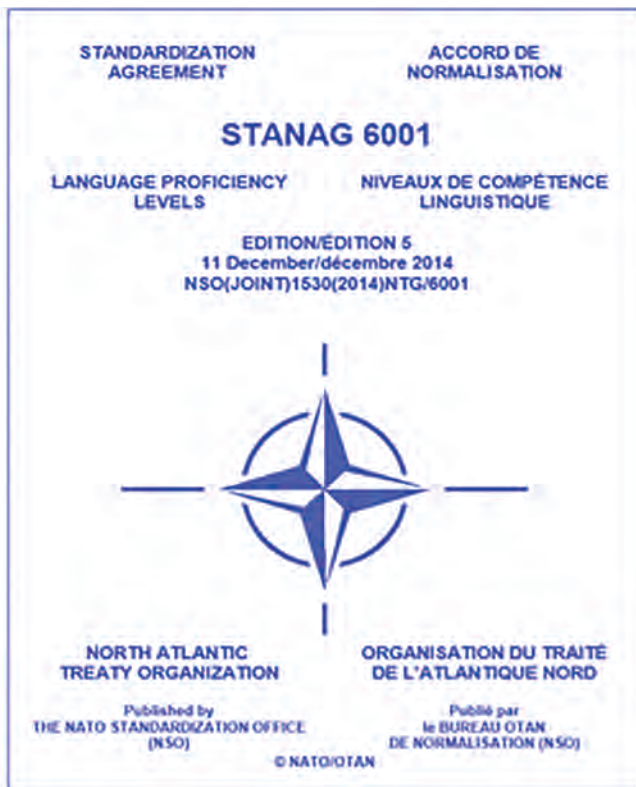 STANDARDIZATION
AGREEMENT
ACCORD DE
NORMALISATION
STANAG 6001
LANGUAGE PROFICIENCY
LEVELS
NIVEAUX DE COMPÉTENCE
LINGUISTIQUE
EDITION/ÉDITION 5
11 December/décembre 2014
NSO(JOINT)1530(2014)NTG/6001
NORTH ATLANTIC
TREATY ORGANIZATION
ORGANISATION DU TRAITÉ
DE L'ATLANTIQUE NORD
Published by
THE NATO STANDARDIZATION OFFICE
(NSO)
Publié par
le BUREAU OTAN
DE NORMALISATION (NSO)
© NATO/OTAN